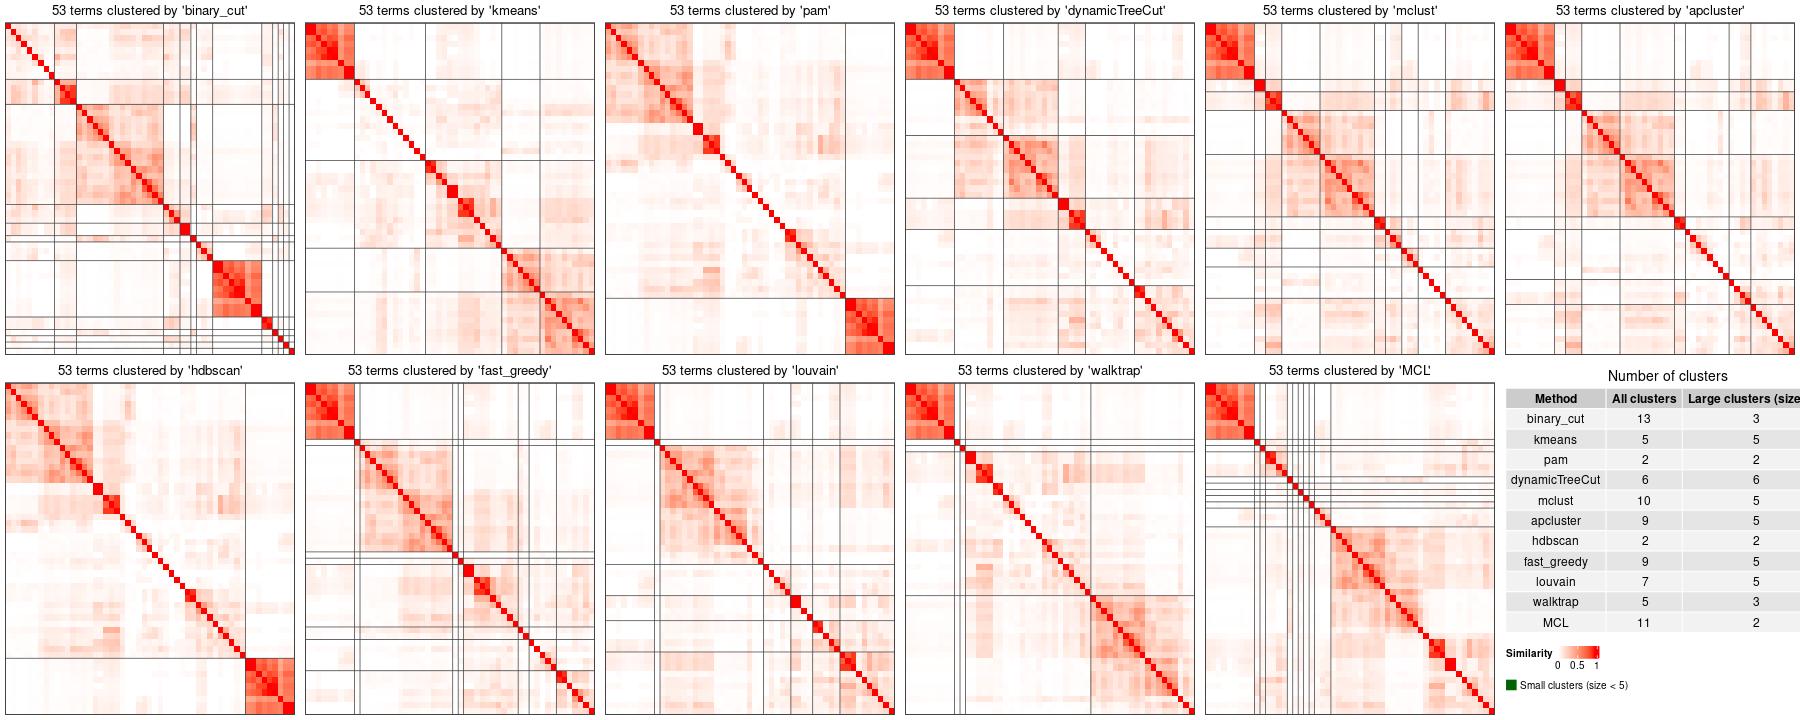 53 terms clustered by 'binary_cut'
53 terms clustered by 'kmeans'
53 terms clustered by 'pam'
53 terms clustered by 'dynamicTreeCut'
53 terms clustered by 'mclust'
53 terms clustered by 'apcluster'
53 terms clustered by 'hdbscan'
53 terms clustered by 'fast_greedy'
53 terms clustered by 'louvain'
53 terms clustered by 'walktrap'
53 terms clustered by 'MCL'
Number of clusters
Method All clusters Large clusters (size
binary_cut 13 3
kmeans 5 5
pam 2 2
dynamicTreeCut 6 6
mclust 10 5
apcluster 9 5
hdbscan 2 2
fast_greedy 9 5
louvain 7 5
walktrap 5 3
MCL 11 2
Similarity
0 0.5 1
Small clusters (size < 5)